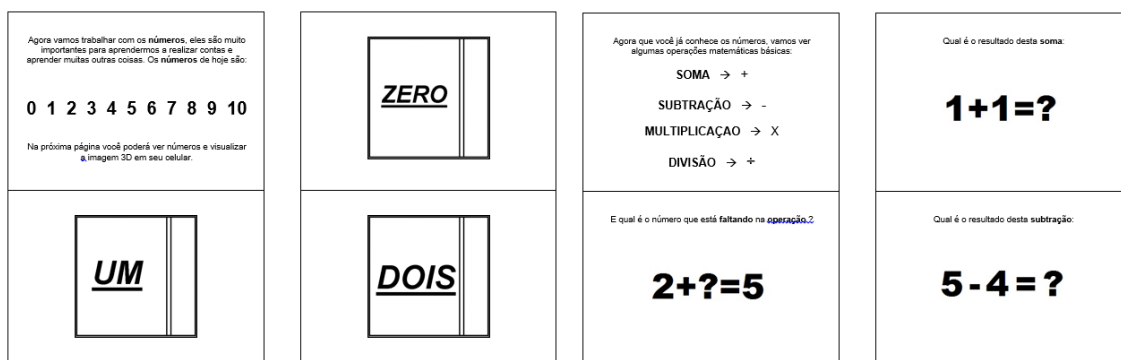 Agora vamos trabalhar com os números, eles são muito
importantes para aprendermos a realizar contas e
aprender muitas outras coisas. Os números de hoje são:
0 1 2 3 4 5 6 7 8 9 10
Na próxima página você poderá ver números e visualizar
a imagem 3D em seu celular.
UM
ZERO
DOIS
Agora que você já conhece os números, vamos ver
algumas operações matemáticas básicas:
SOMA → +
SUBTRAÇÃO → -
MULTIPLICAÇAO → X
DIVISÃO → ÷
E qual é o número que está faltando na operação ?
2+?=5
Qual é o resultado desta soma:
1+1=?
Qual é o resultado desta subtração:
5-4=?